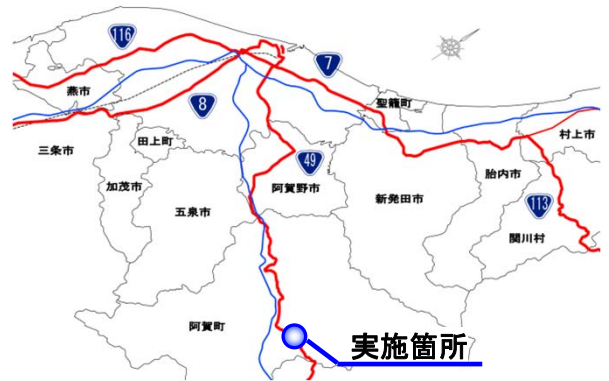 116
7
燕市
聖籠町
8
村上市
三条市
田上町
49
胎内市
加茂市
阿賀野市
新発田市
113
五泉市
関川村
阿賀町
実施箇所